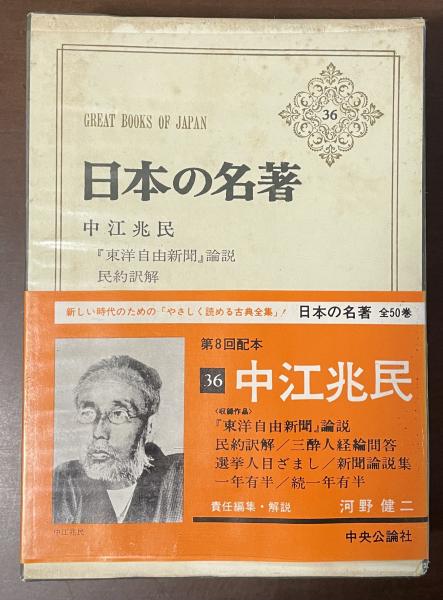 GREAT BOOKS OF JAPAN
36
日本の名著
中江兆民
『東洋自由新聞』論説
民約訳解
新しい時代のための「やさしく読める古典全集」! 日本の名著 全50巻
第8回配本
36 中江兆民
〈収録作品〉
『東洋自由新聞』論説
民約訳解/三酔人経綸問答
選挙人目ざまし/新聞論説集
一年有半/続一年有半
責任編集・解説 河野健二
中央公論社
中江兆民